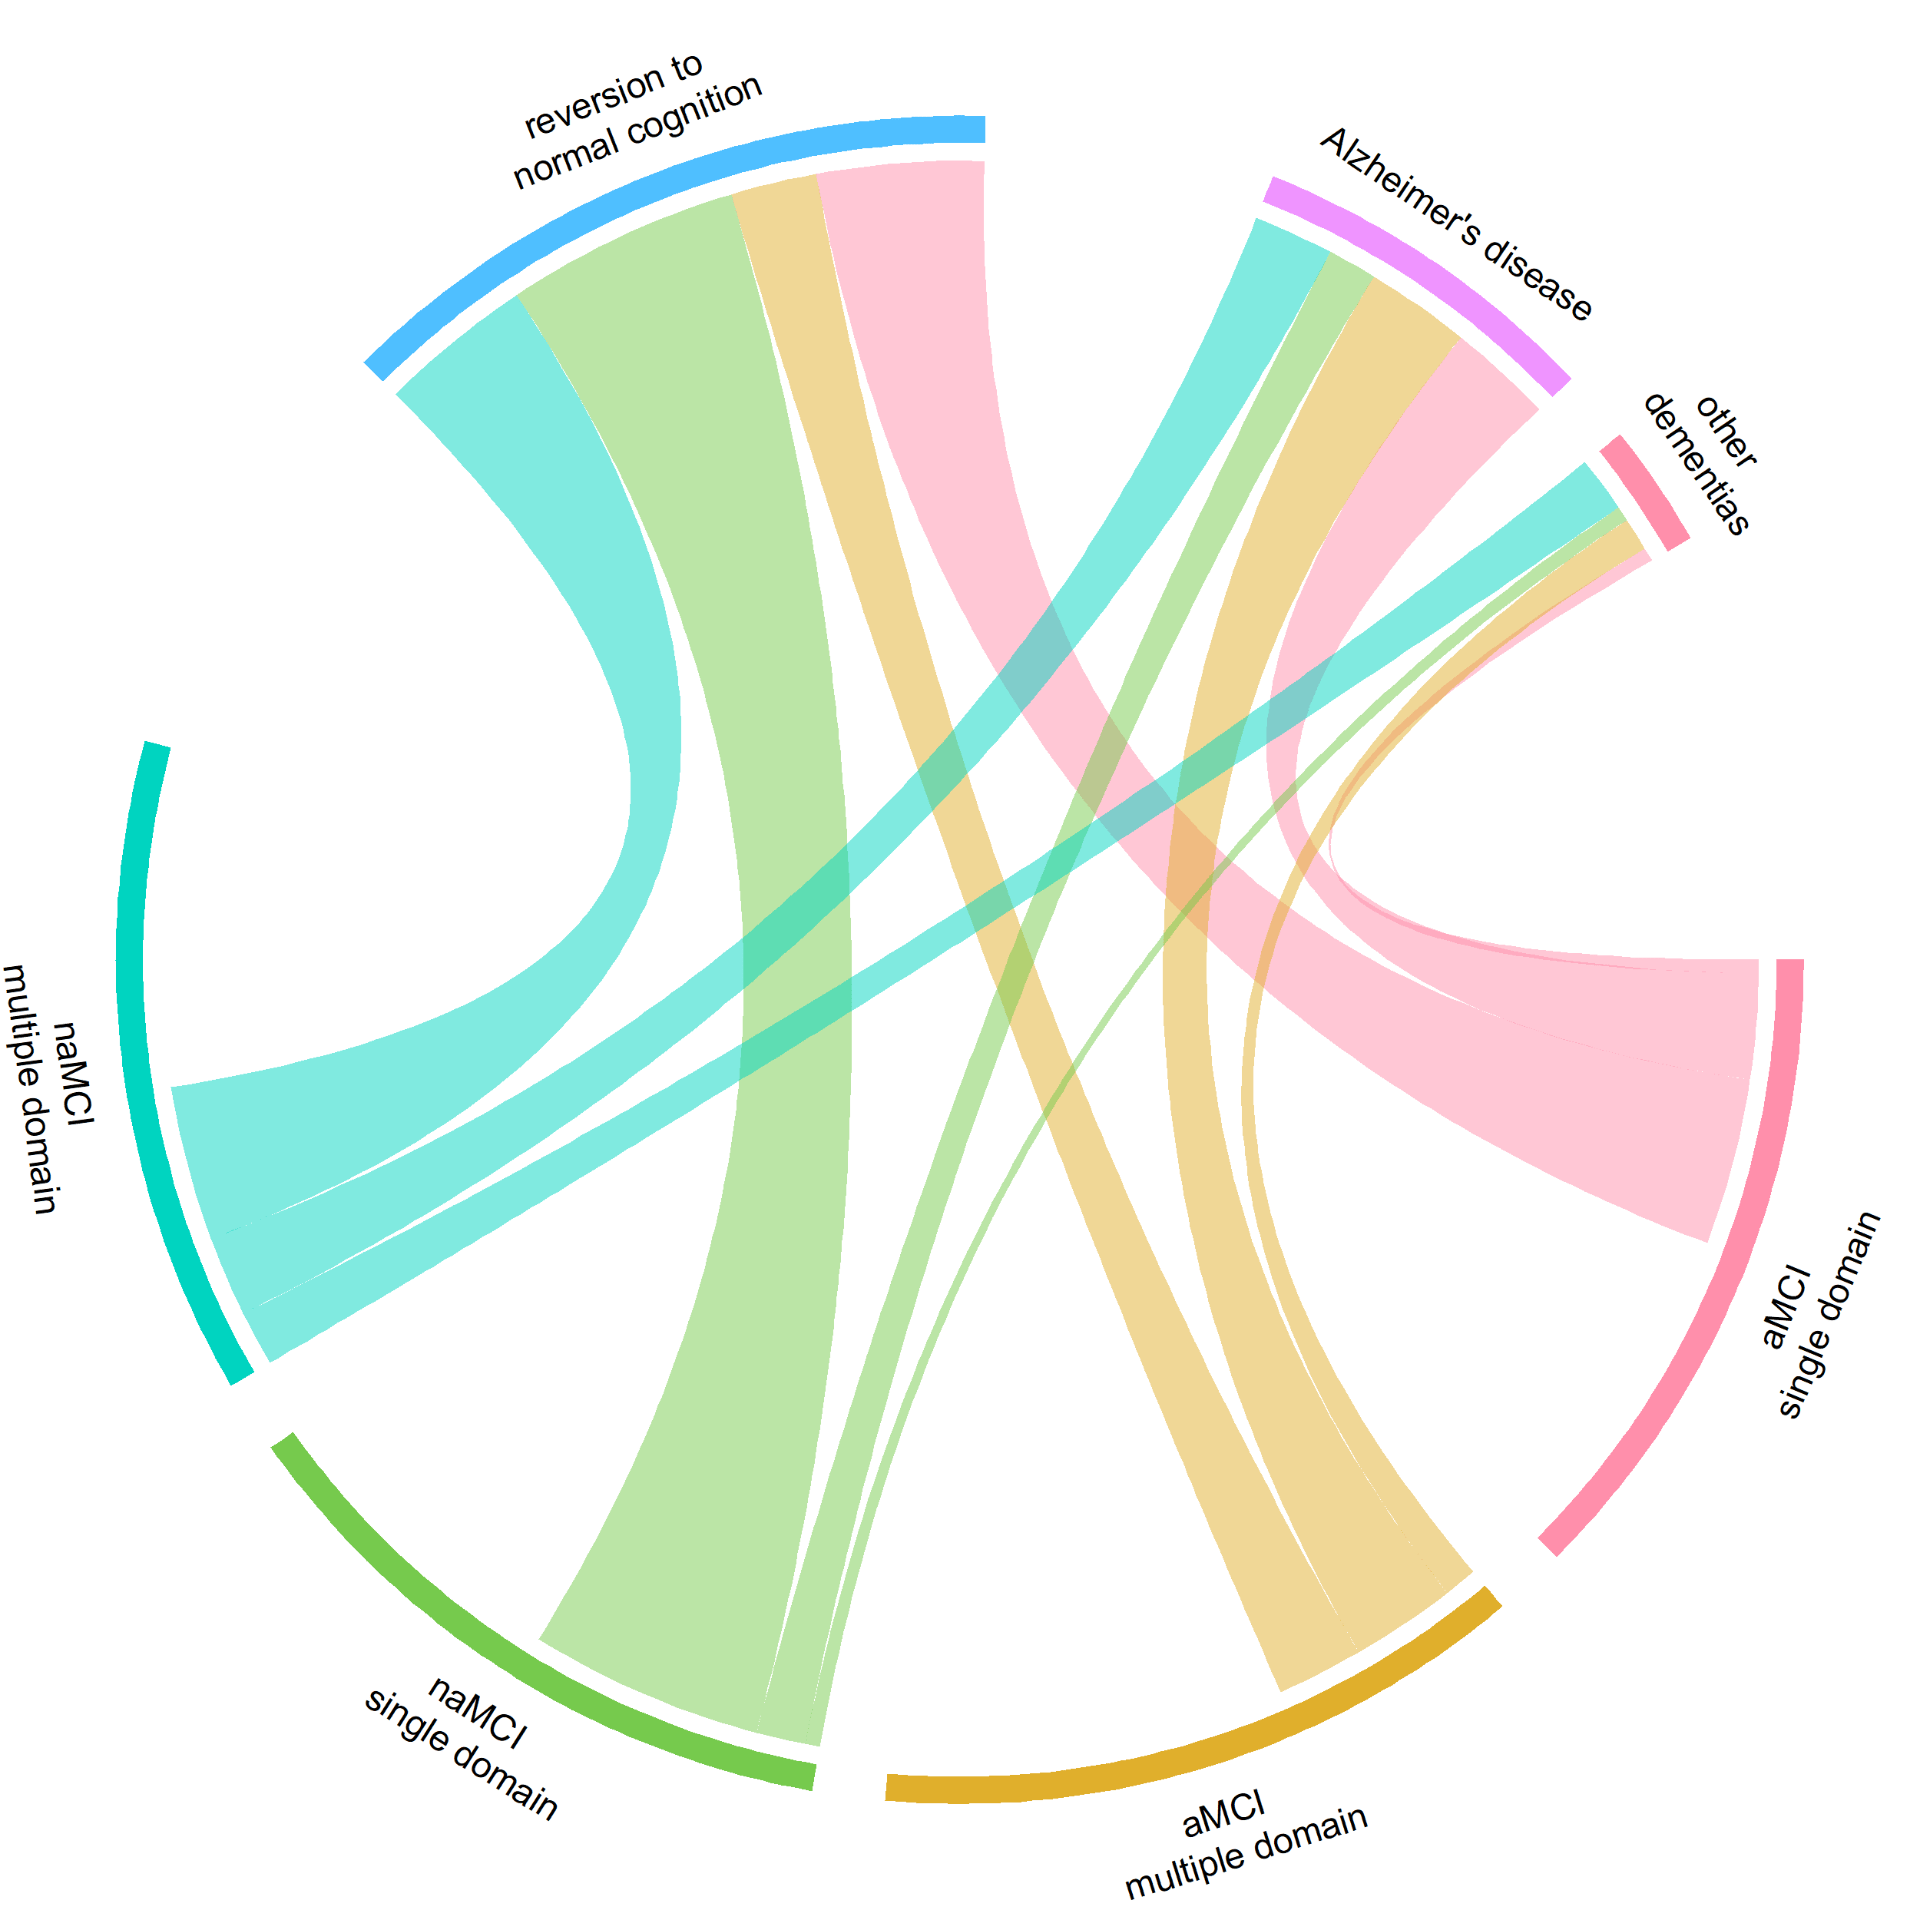 reversion to
normal cognition
Alzheimer's disease
other
dementias
naMCI
multiple domain
aMCI
single domain
naMCI
single domain
aMCI
multiple domain